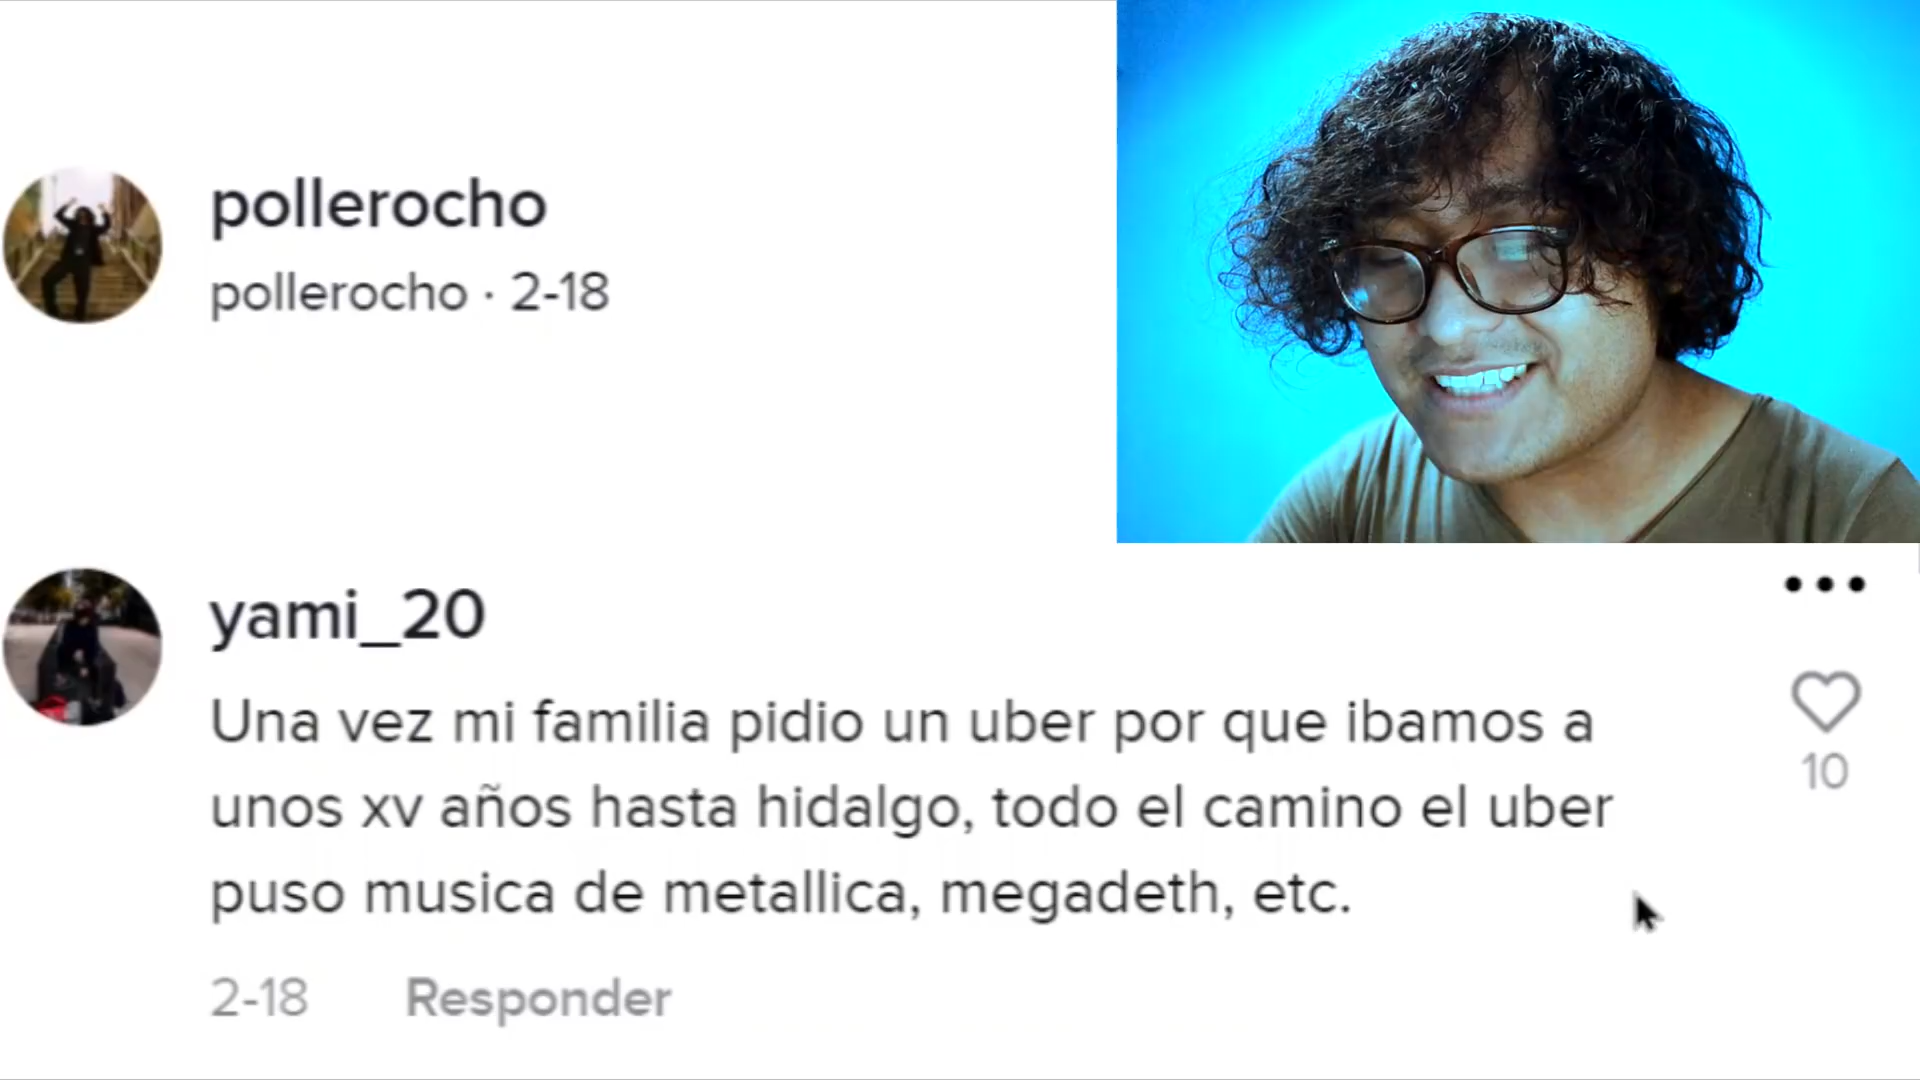 pollerocho
pollerocho · 2-18
yami_20
Una vez mi familia pidio un uber por que ibamos a
unos xv años hasta hidalgo, todo el camino el uber
puso musica de metallica, megadeth, etc.
10
2-18 Responder